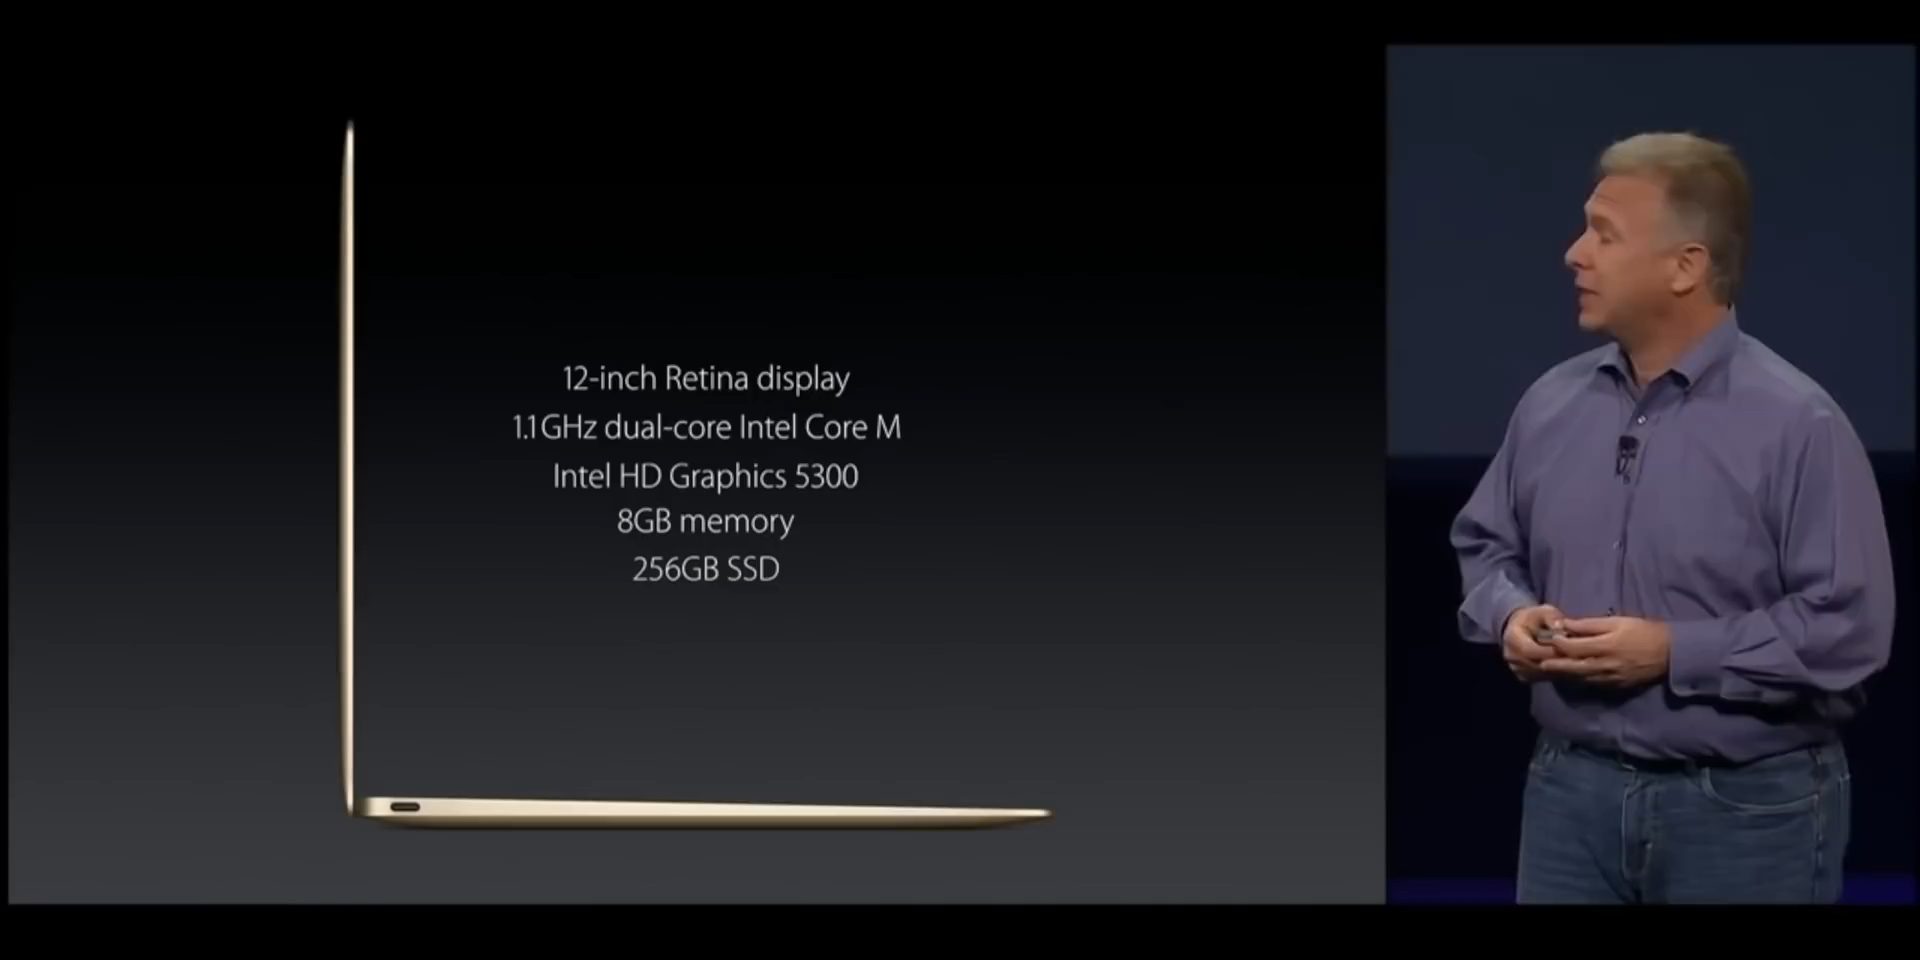 12-inch Retina display
1.1GHz dual-core Intel Core M
Intel HD Graphics 5300
8GB memory
256GB SSD